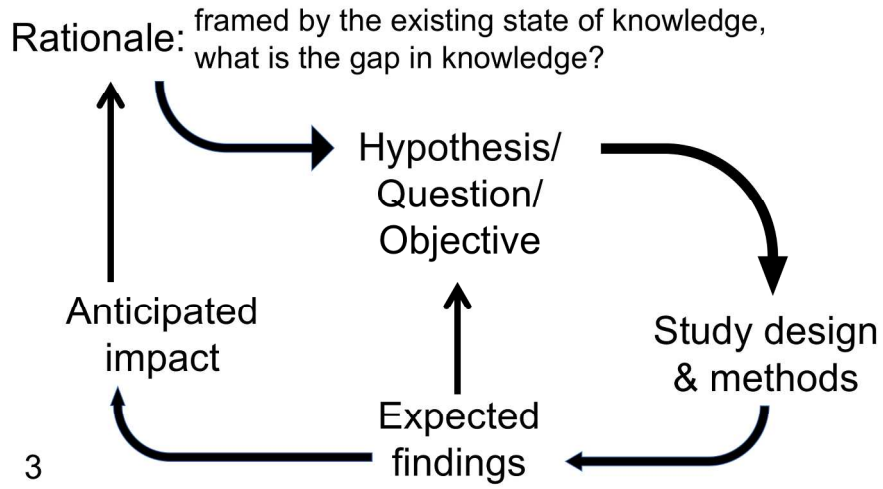 Rationale: framed by the existing state of knowledge,
what is the gap in knowledge?
Hypothesis/
Question/
Objective
Study design
& methods
Expected
findings
Anticipated
impact
3